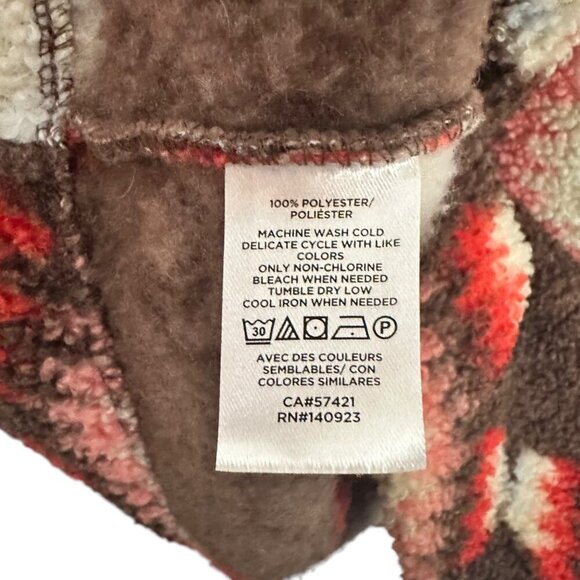 100% POLYESTER/
POLIÉSTER
MACHINE WASH COLD
DELICATE CYCLE WITH LIKE
COLORS
ONLY NON-CHLORINE
BLEACH WHEN NEEDED
TUMBLE DRY LOW
COOL IRON WHEN NEEDED
30 P
AVEC DES COULEURS
SEMBLABLES/ CON
COLORES SIMILARES
CA#57421
RN#140923